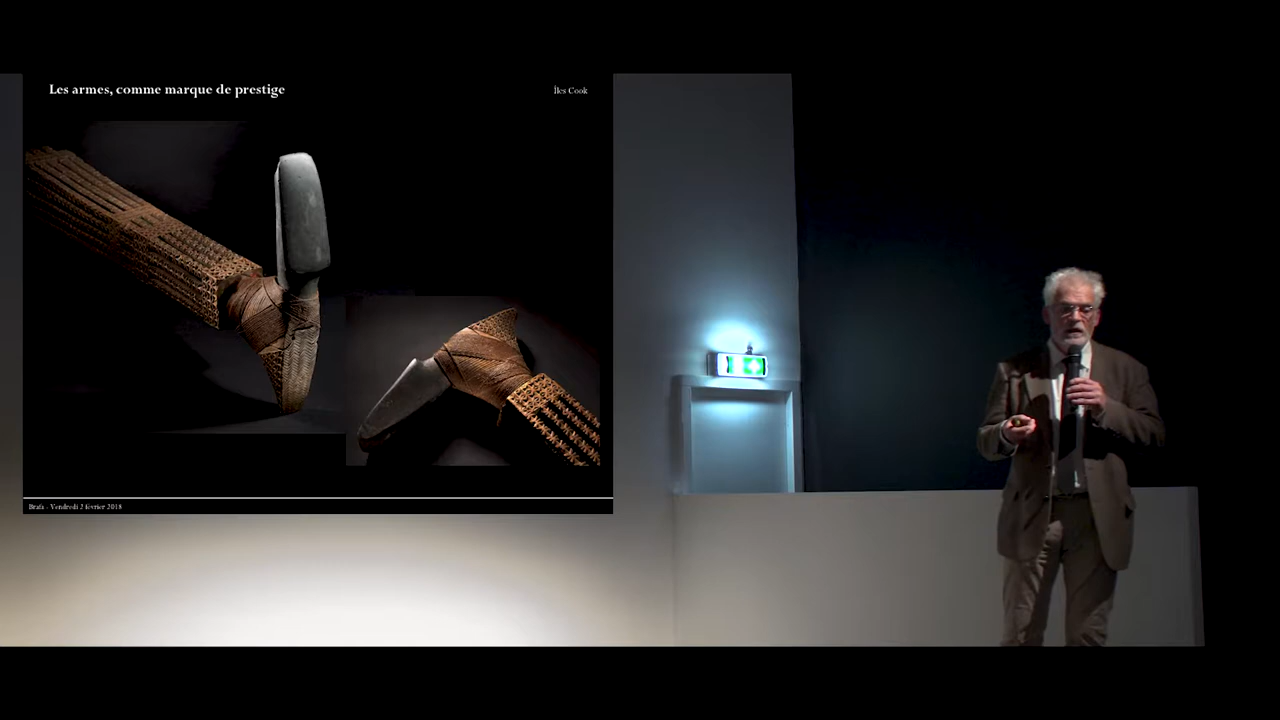 Les armes, comme marque de prestige
Îles Cook
Brafa - Vendredi 2 février 2018